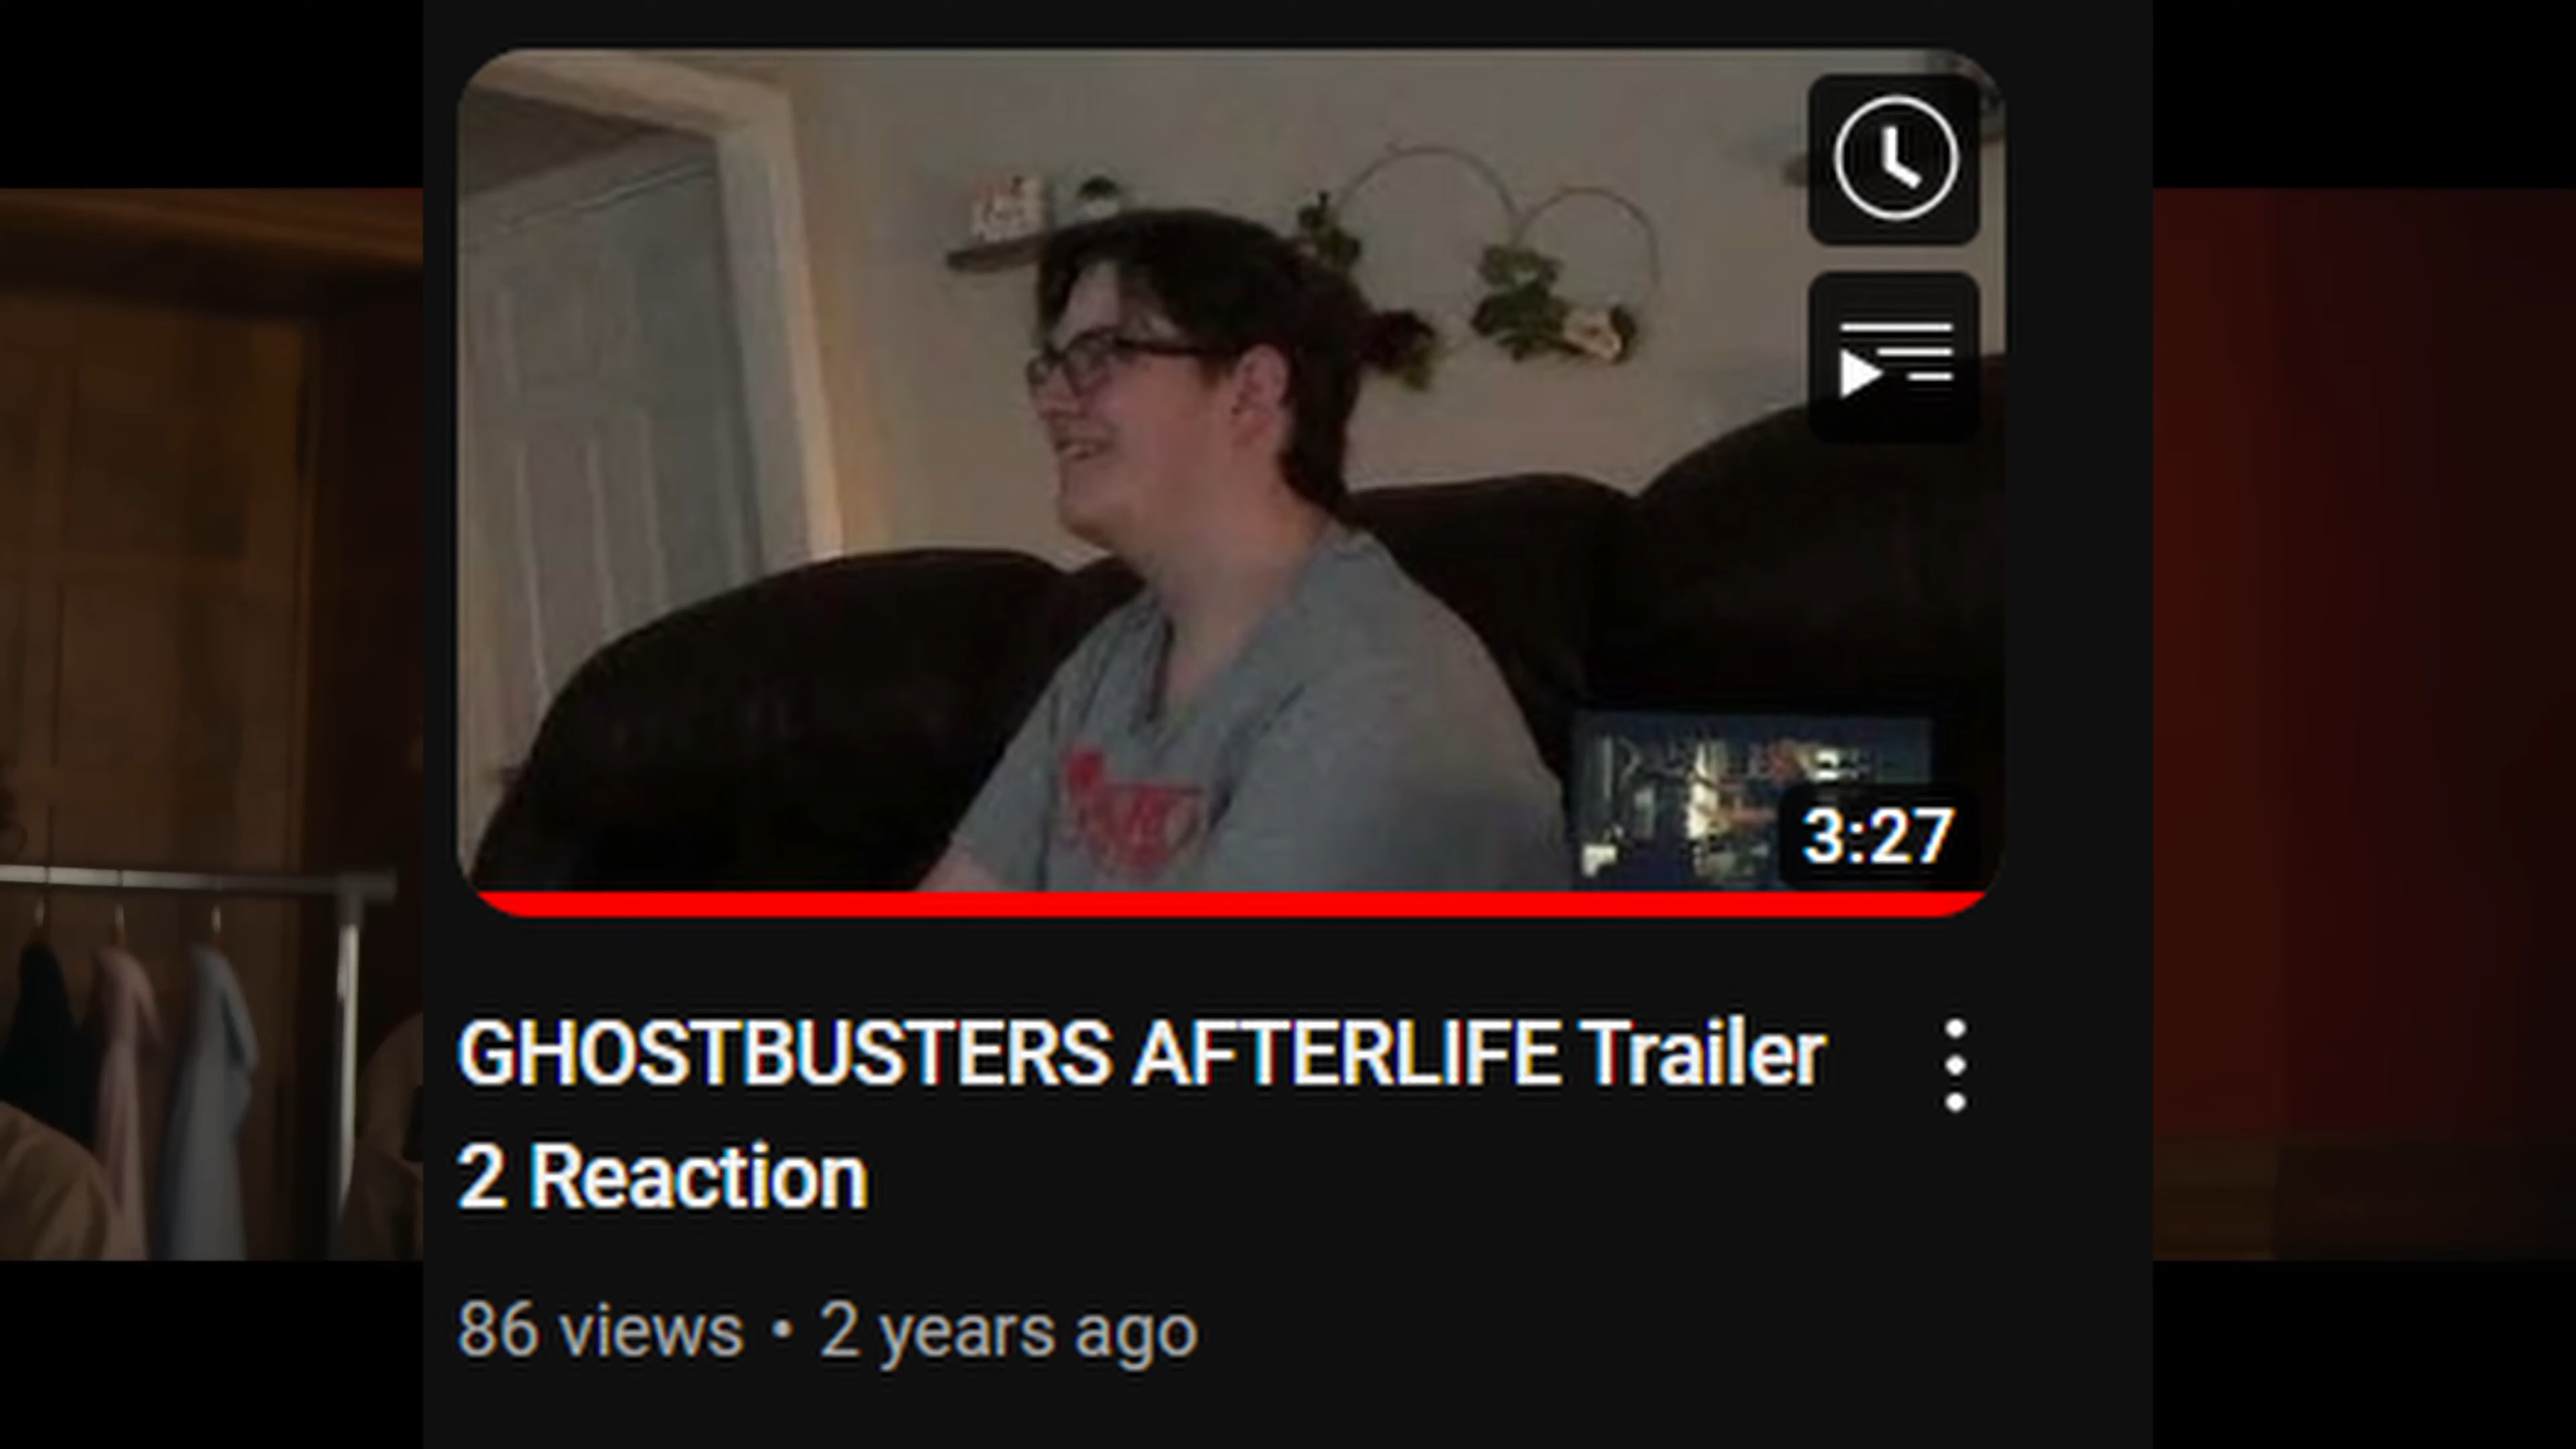 3:27
GHOSTBUSTERS AFTERLIFE Trailer
2 Reaction
86 views • 2 years ago